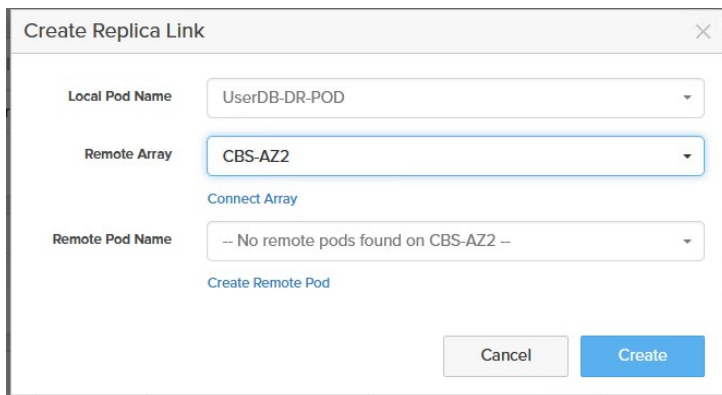 Create Replica Link
Local Pod Name UserDB-DR-POD
Remote Array CBS-AZ2
Connect Array
Remote Pod Name -- No remote pods found on CBS-AZ2 --
Create Remote Pod
Cancel Create